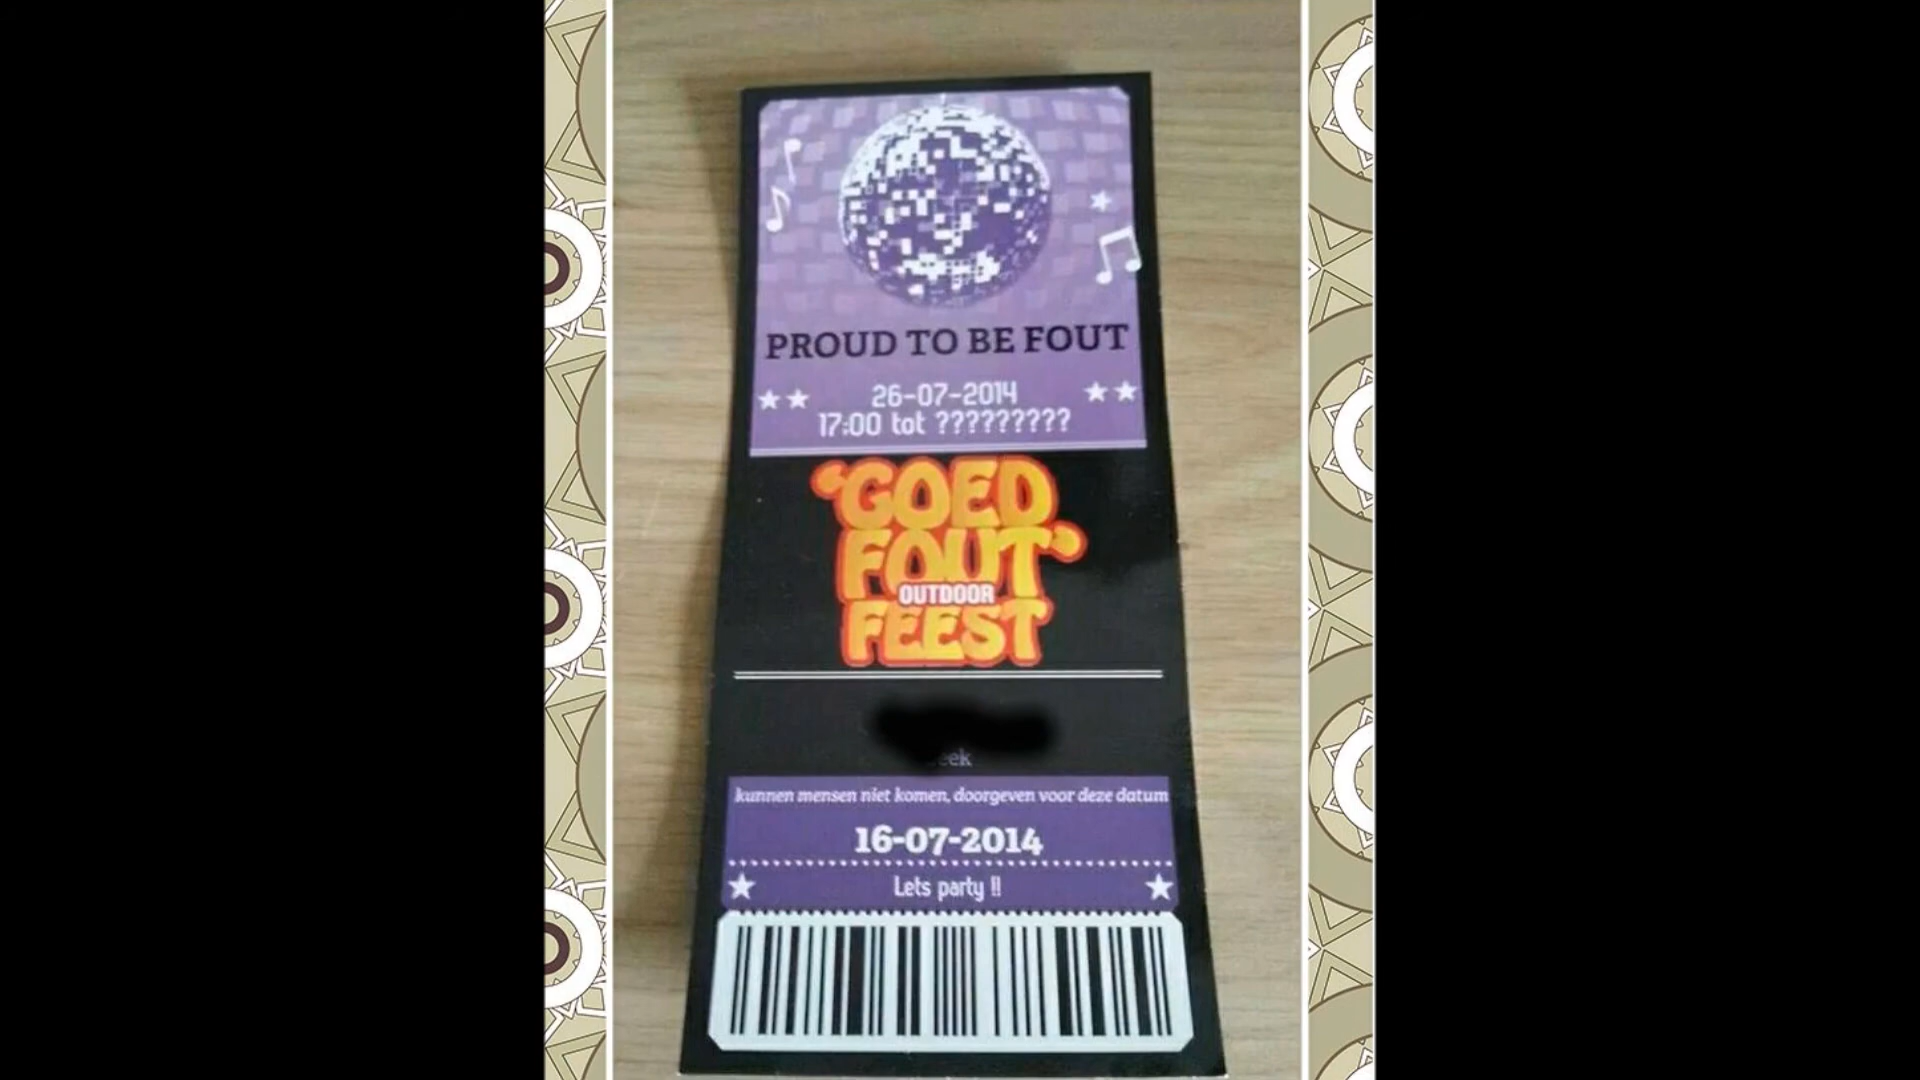 PROUD TO BE FOUT
26-07-2014
17:00 tot ?????????
'GOED
FOUT'
OUTDOOR
FEEST
kunnen mensen niet komen, doorgeven voor deze datum
16-07-2014
Lets party !!